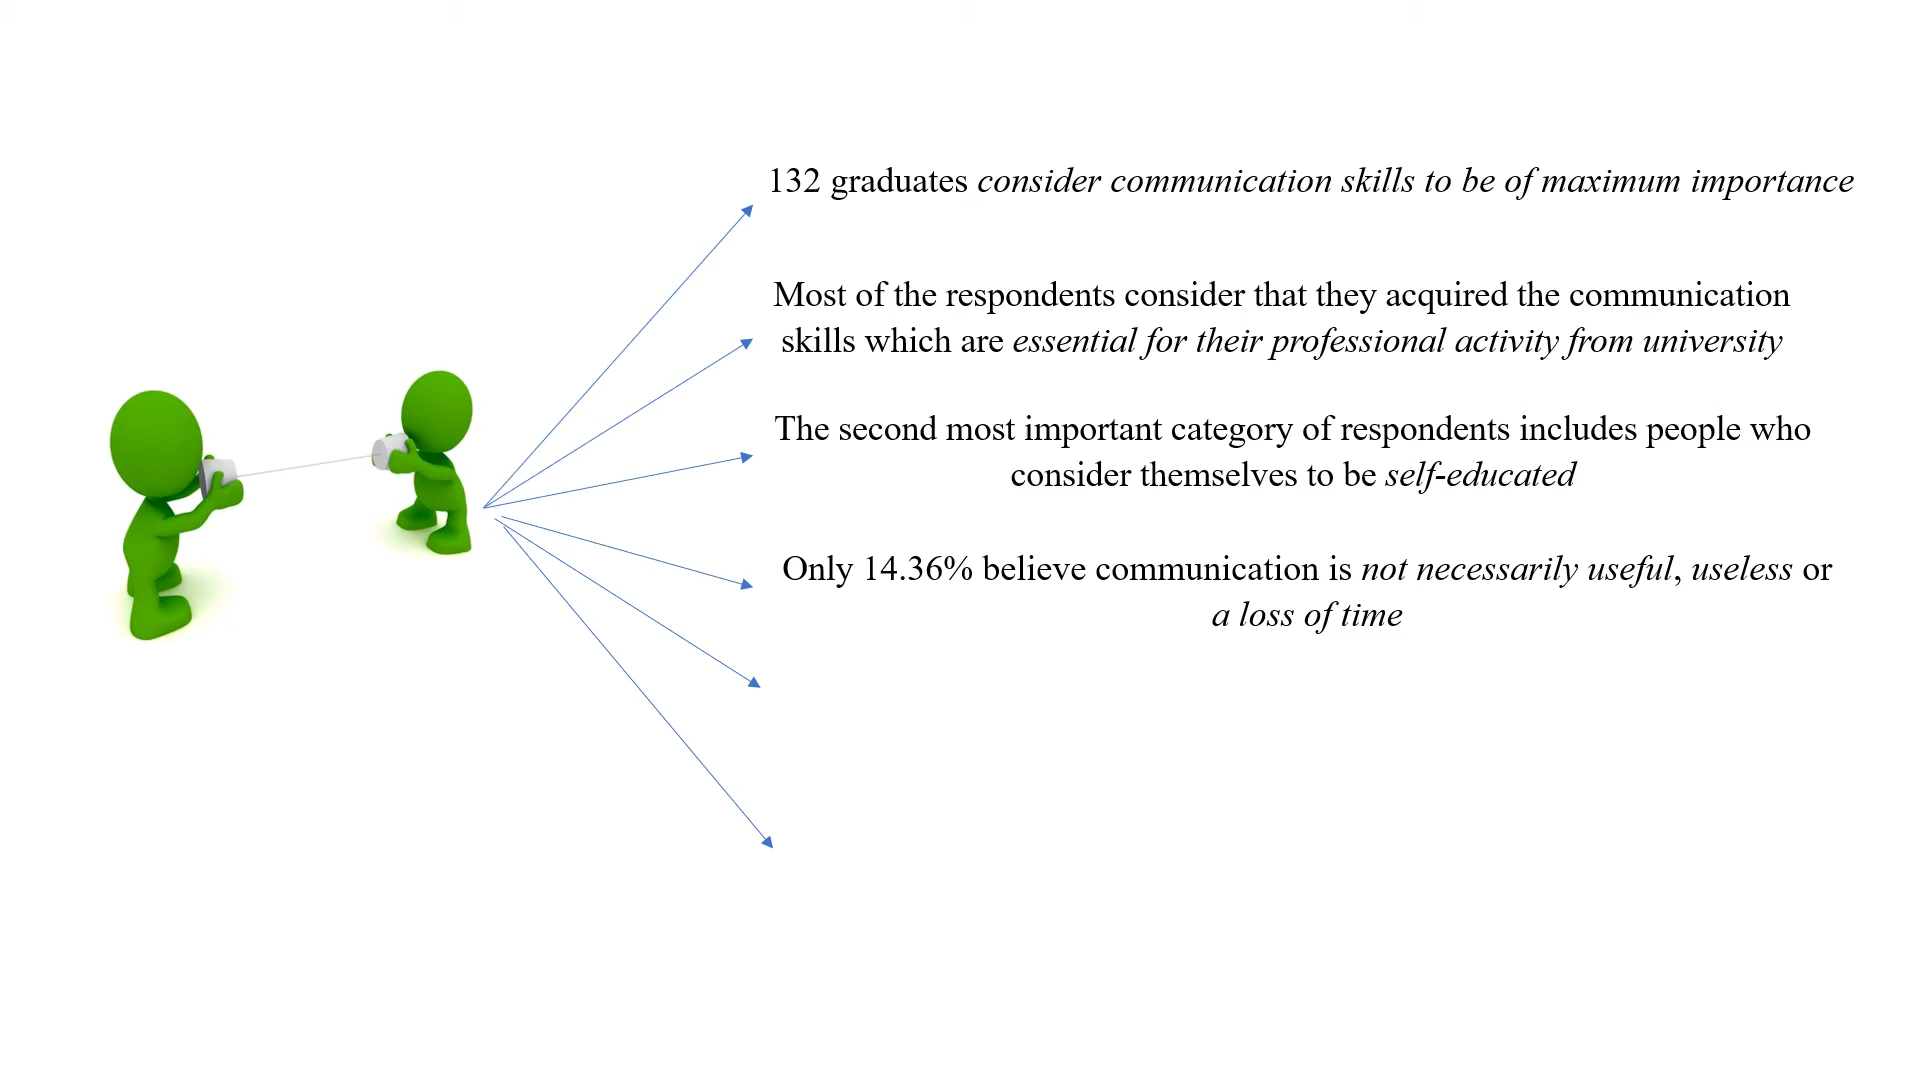 132 graduates consider communication skills to be of maximum importance
Most of the respondents consider that they acquired the communication
skills which are essential for their professional activity from university
The second most important category of respondents includes people who
consider themselves to be self-educated
Only 14.36% believe communication is not necessarily useful, useless or
a loss of time